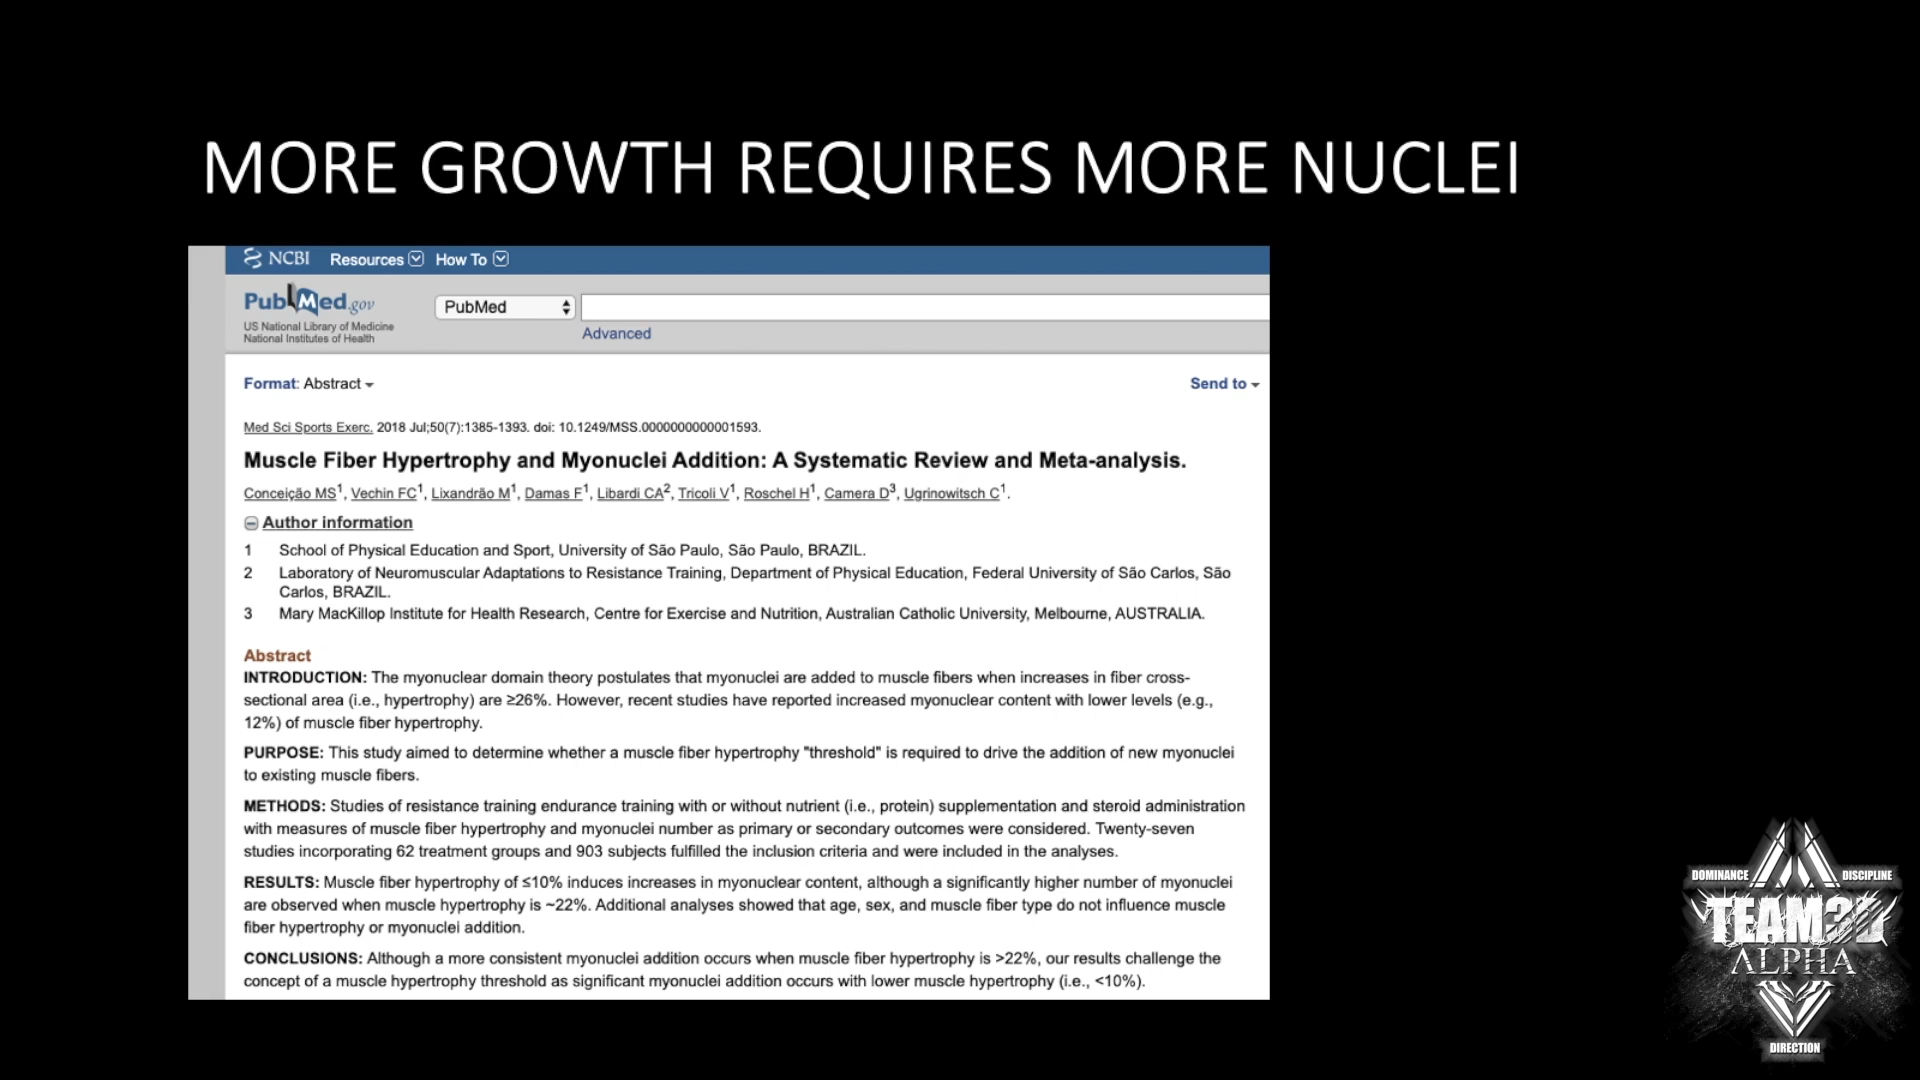 MORE GROWTH REQUIRES MORE NUCLEI
NCBI Resources How To
PubMed.gov
US National Library of Medicine
National Institutes of Health
PubMed
Advanced
Format: Abstract
Send to
Med Sci Sports Exerc. 2018 Jul;50(7):1385-1393. doi: 10.1249/MSS.0000000000001593.
Muscle Fiber Hypertrophy and Myonuclei Addition: A Systematic Review and Meta-analysis.
Conceição MS1, Vechin FC1, Lixandrão M1, Damas F1, Libardi CA2, Tricoli V1, Roschel H1, Camera D3, Ugrinowitsch C1.
Author information
1 School of Physical Education and Sport, University of São Paulo, São Paulo, BRAZIL.
2 Laboratory of Neuromuscular Adaptations to Resistance Training, Department of Physical Education, Federal University of São Carlos, São
Carlos, BRAZIL.
3 Mary MacKillop Institute for Health Research, Centre for Exercise and Nutrition, Australian Catholic University, Melbourne, AUSTRALIA.
Abstract
INTRODUCTION: The myonuclear domain theory postulates that myonuclei are added to muscle fibers when increases in fiber cross-
sectional area (i.e., hypertrophy) are ≥26%. However, recent studies have reported increased myonuclear content with lower levels (e.g.,
12%) of muscle fiber hypertrophy.
PURPOSE: This study aimed to determine whether a muscle fiber hypertrophy "threshold" is required to drive the addition of new myonuclei
to existing muscle fibers.
METHODS: Studies of resistance training endurance training with or without nutrient (i.e., protein) supplementation and steroid administration
with measures of muscle fiber hypertrophy and myonuclei number as primary or secondary outcomes were considered. Twenty-seven
studies incorporating 62 treatment groups and 903 subjects fulfilled the inclusion criteria and were included in the analyses.
RESULTS: Muscle fiber hypertrophy of ≤10% induces increases in myonuclear content, although a significantly higher number of myonuclei
are observed when muscle hypertrophy is ~22%. Additional analyses showed that age, sex, and muscle fiber type do not influence muscle
fiber hypertrophy or myonuclei addition.
CONCLUSIONS: Although a more consistent myonuclei addition occurs when muscle fiber hypertrophy is >22%, our results challenge the
concept of a muscle hypertrophy threshold as significant myonuclei addition occurs with lower muscle hypertrophy (i.e., <10%).
DOMINANCE DISCIPLINE
TEAM3D
ALPHA
DIRECTION